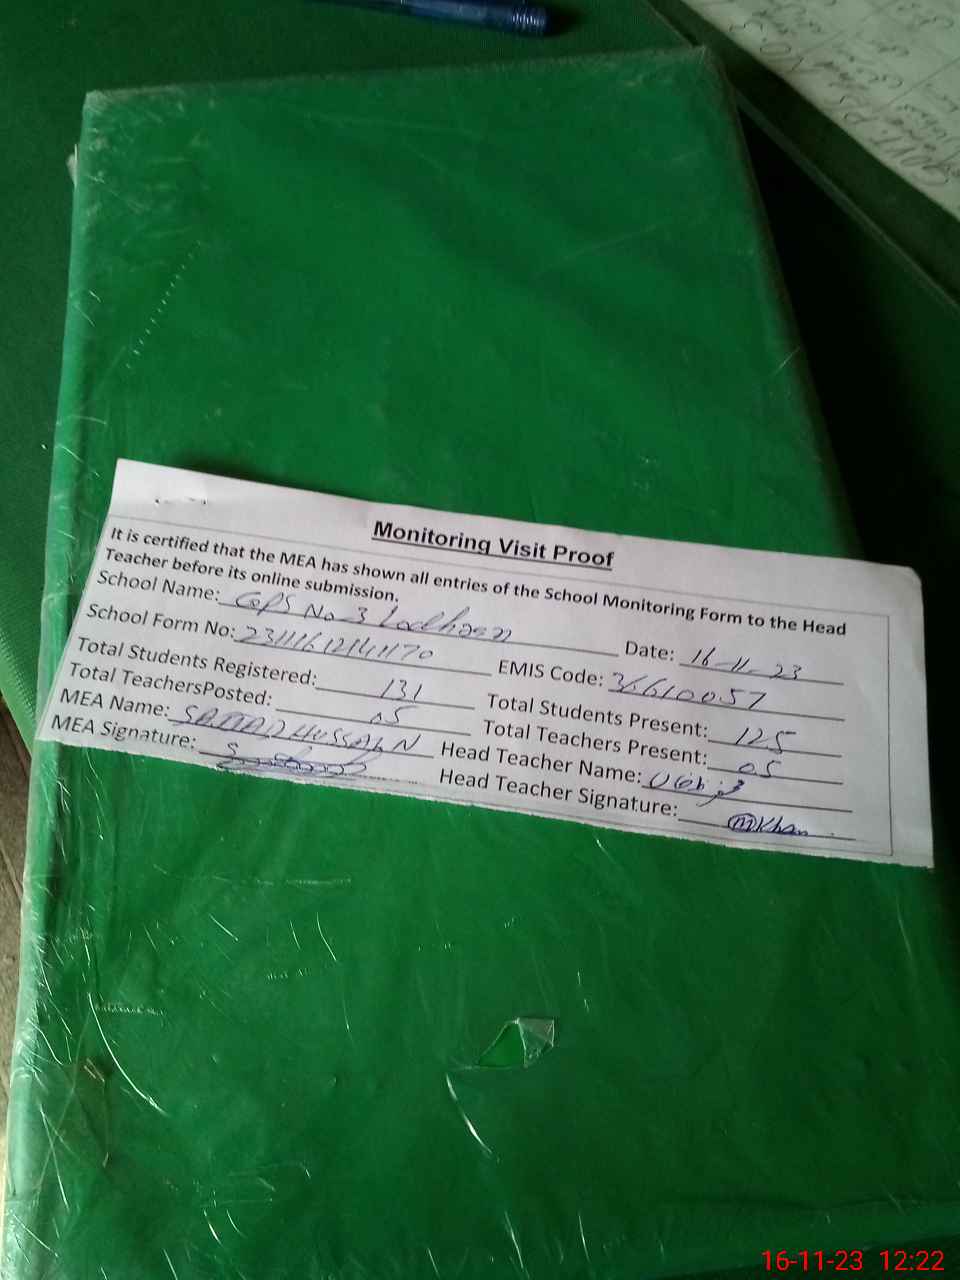 Monitoring Visit Proof
It is certified that the MEA has shown all entries of the School Monitoring Form to the Head
Teacher before its online submission.
School Name: GPS No 3 Lodhran Date: 16-11-23
School Form No: EMIS Code: 36610057
Total Students Registered: 131 Total Students Present: 125
Total TeachersPosted: 05 Total Teachers Present: 05
MEA Name: HUSSAIN Head Teacher Name:
MEA Signature: Head Teacher Signature: MKhan
16-11-23 12:22